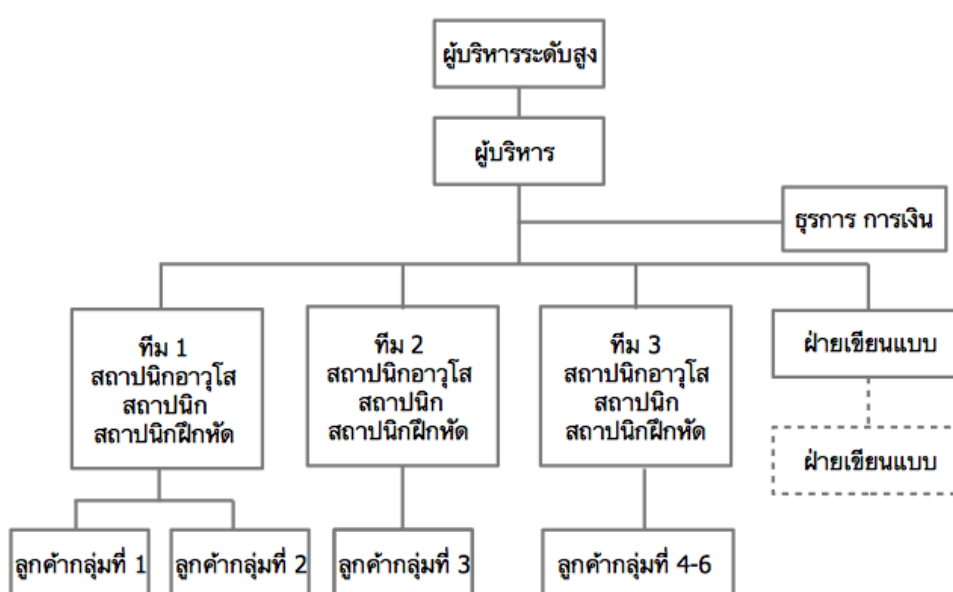 ผู้บริหารระดับสูง
ผู้บริหาร
ธุรการ การเงิน
ทีม 1
สถาปนิกอาวุโส
สถาปนิก
สถาปนิกฝึกหัด
ทีม 2
สถาปนิกอาวุโส
สถาปนิก
สถาปนิกฝึกหัด
ทีม 3
สถาปนิกอาวุโส
สถาปนิก
สถาปนิกฝึกหัด
ฝ่ายเขียนแบบ
ฝ่ายเขียนแบบ
ลูกค้ากลุ่มที่ 1
ลูกค้ากลุ่มที่ 2
ลูกค้ากลุ่มที่ 3
ลูกค้ากลุ่มที่ 4-6